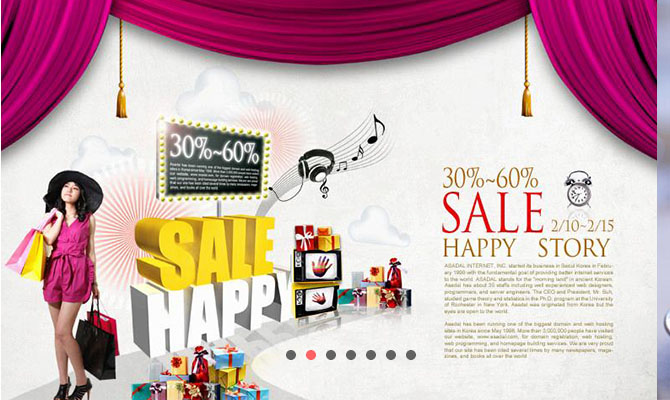 30%~60%
SALE
HAPPY
30%~60%
SALE 2/10~2/15
HAPPY STORY
ASADAL INTERNET, INC. started its business in Seoul Korea in Febru-
ary 1999 with the fundamental goal of providing better internet services
to the world. ASADAL stands for the "morning land" in ancient Korean.
Asadal has about 35 staffs including well experienced web designers,
programmers, and server engineers. The CEO and President, Mr. Suh,
student game theory and statistics in the Ph.D. program at the University
of Rochester in New York. Asadal was originated from Korea but the
eyes are open to the world.
Asadal has been running one of the biggest domain and web hosting
sites in Korea since May 1998. More than 3,000,000 people have visited
our website, www.asadal.com, for domain registration, web hosting,
web programming, and homepage building services. We are very proud
that our site has been cited several times by many newspapers, maga-
zines, and books all over the world